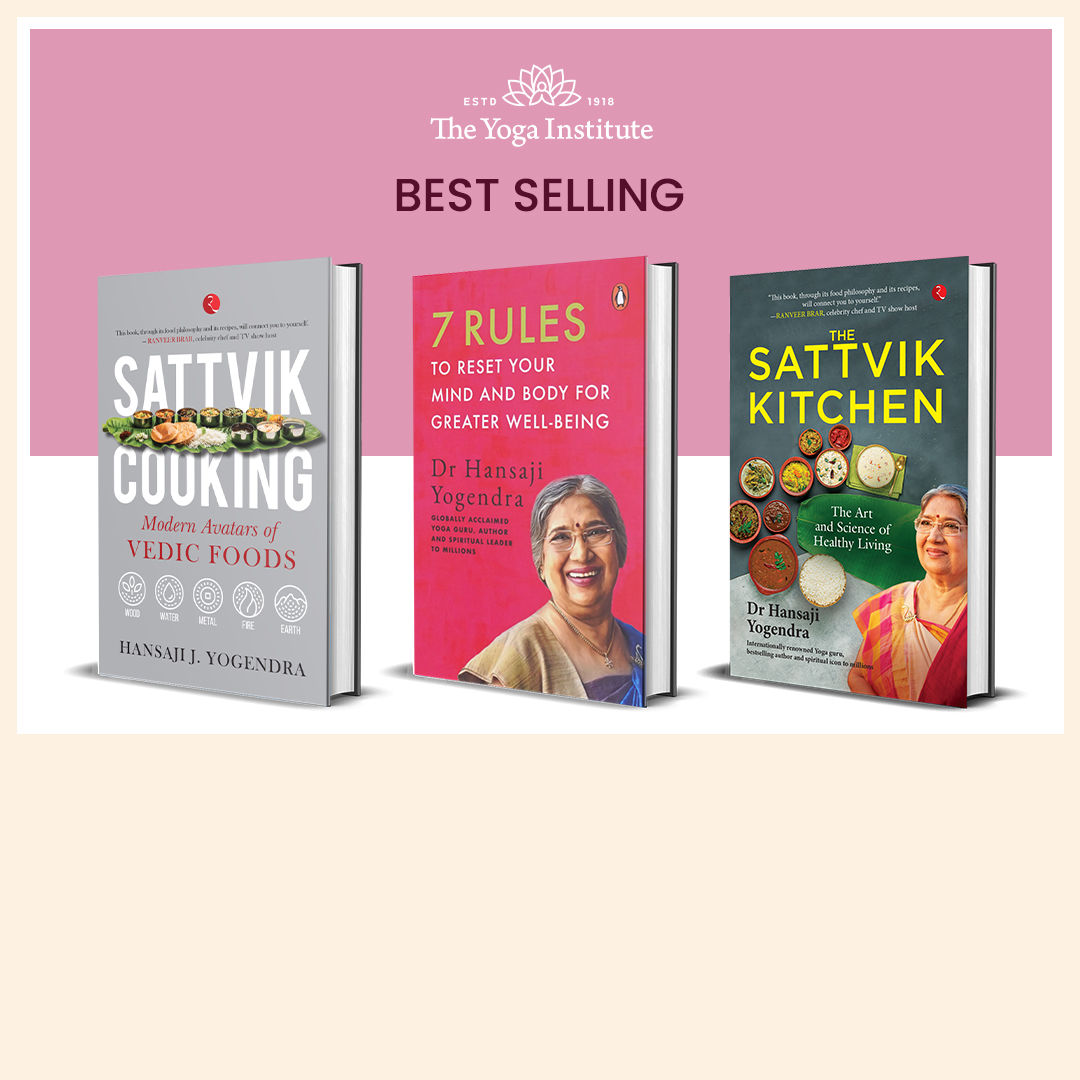 ESTD 1918
The Yoga Institute
BEST SELLING
This book, through its food philosophy and its recipes, will connect you to yourself.
—RANVEER BRAR, celebrity chef and TV show host
SATTVIK
COOKING
Modern Avatars of
VEDIC FOODS
WOOD WATER METAL FIRE EARTH
HANSAJI J. YOGENDRA
7 RULES
TO RESET YOUR
MIND AND BODY FOR
GREATER WELL-BEING
Dr Hansaji
Yogendra
GLOBALLY ACCLAIMED
YOGA GURU, AUTHOR
AND SPIRITUAL LEADER
TO MILLIONS
"This book, through its food philosophy and its recipes,
will connect you to yourself."
—RANVEER BRAR, celebrity chef and TV show host
THE
SATTVIK
KITCHEN
The Art
and Science of
Healthy Living
Dr Hansaji
Yogendra
Internationally renowned Yoga guru,
bestselling author and spiritual icon to millions